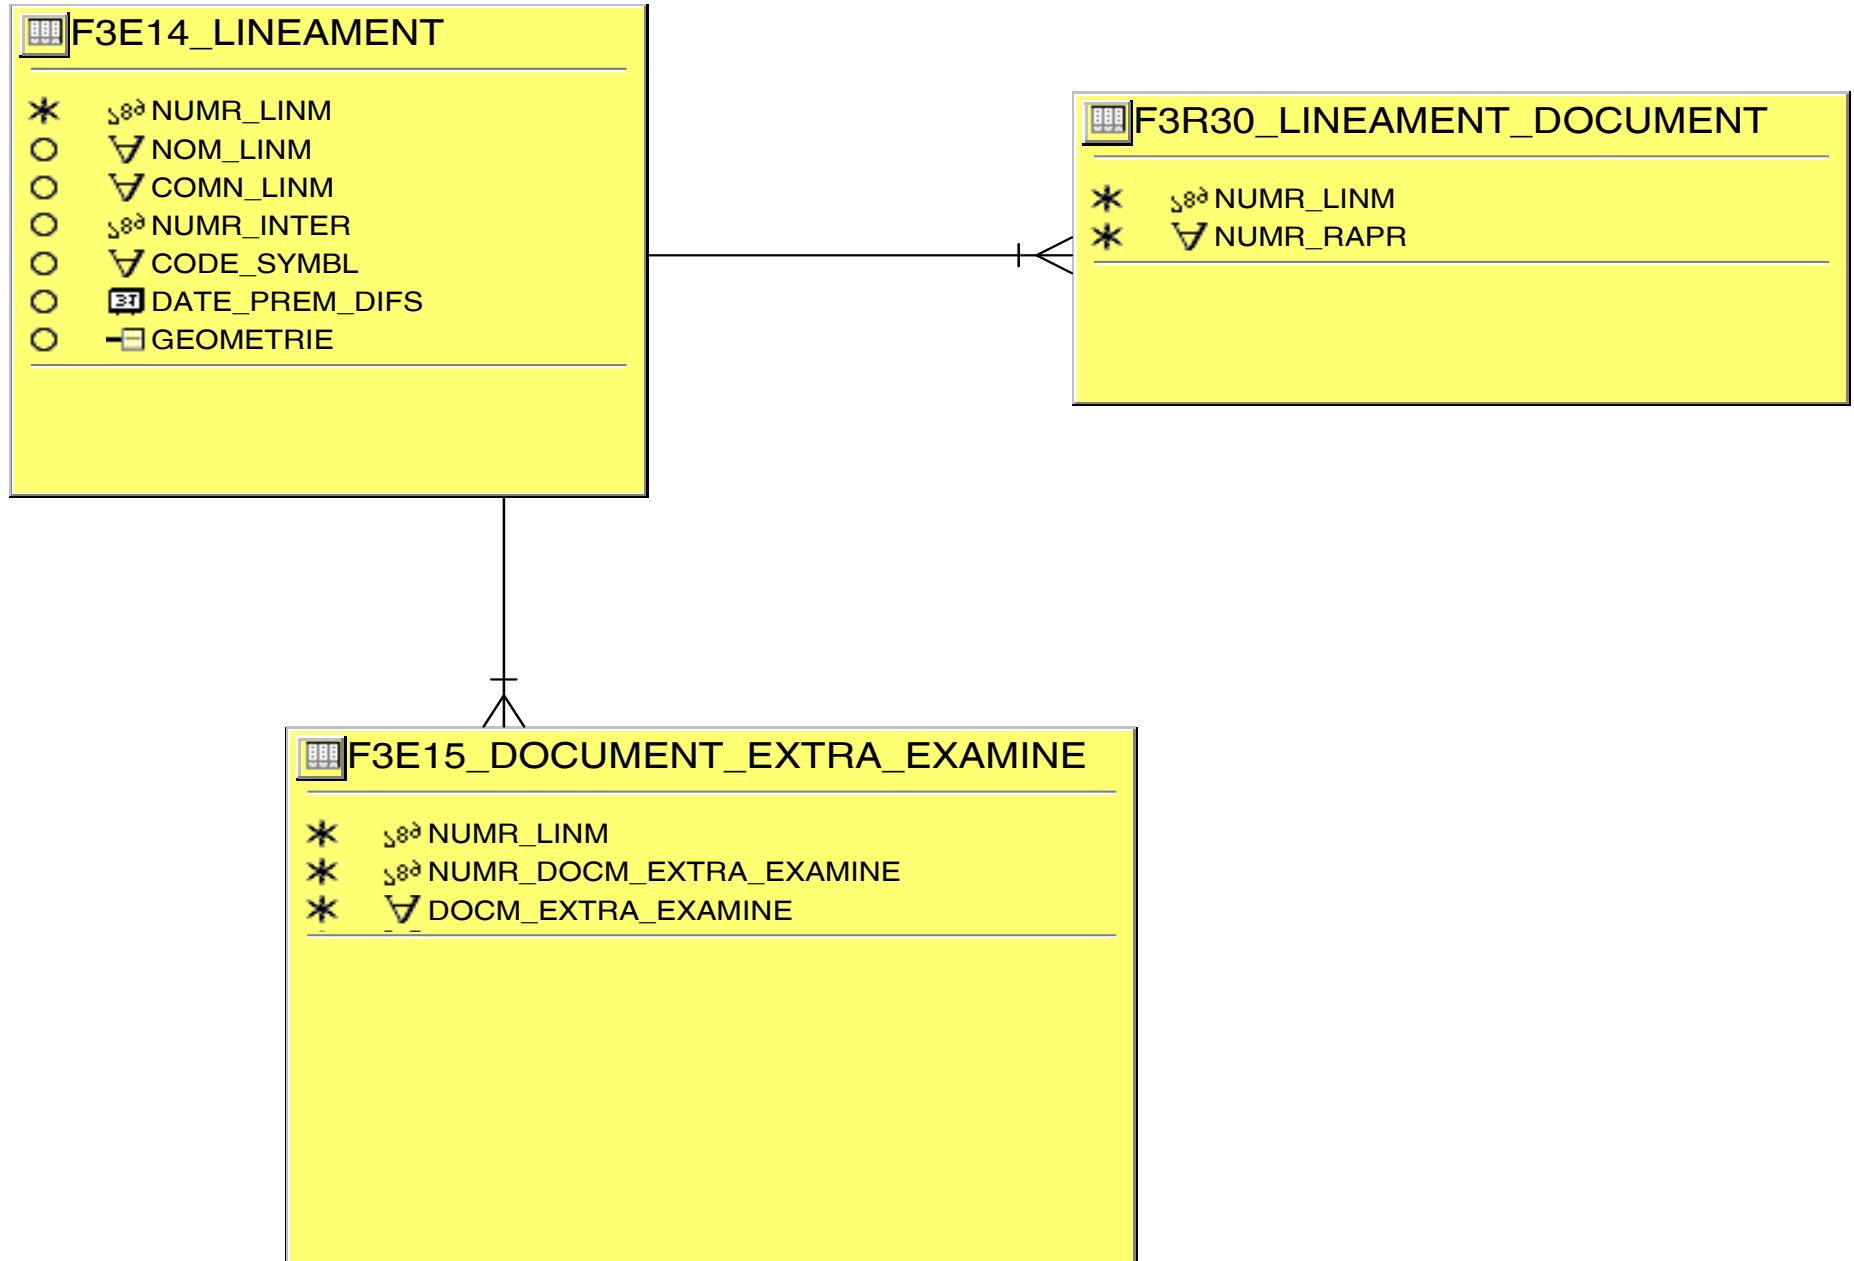 F3E14_LINEAMENT
NUMR_LINM
NOM_LINM
COMN_LINM
NUMR_INTER
CODE_SYMBL
DATE_PREM_DIFS
GEOMETRIE
F3R30_LINEAMENT_DOCUMENT
NUMR_LINM
NUMR_RAPR
F3E15_DOCUMENT_EXTRA_EXAMINE
NUMR_LINM
NUMR_DOCM_EXTRA_EXAMINE
DOCM_EXTRA_EXAMINE